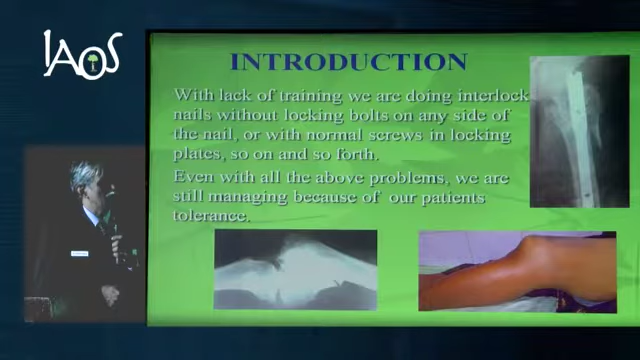 IAOS
INTRODUCTION
With lack of training we are doing interlock
nails without locking bolts on any side of
the nail, or with normal screws in locking
plates, so on and so forth.
Even with all the above problems, we are
still managing because of our patients
tolerance.